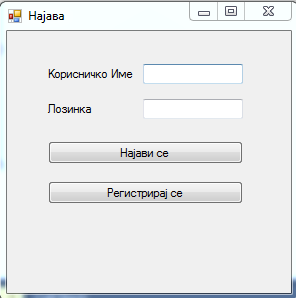 Најава
Корисничко Име
Лозинка
Најави се
Регистрирај се